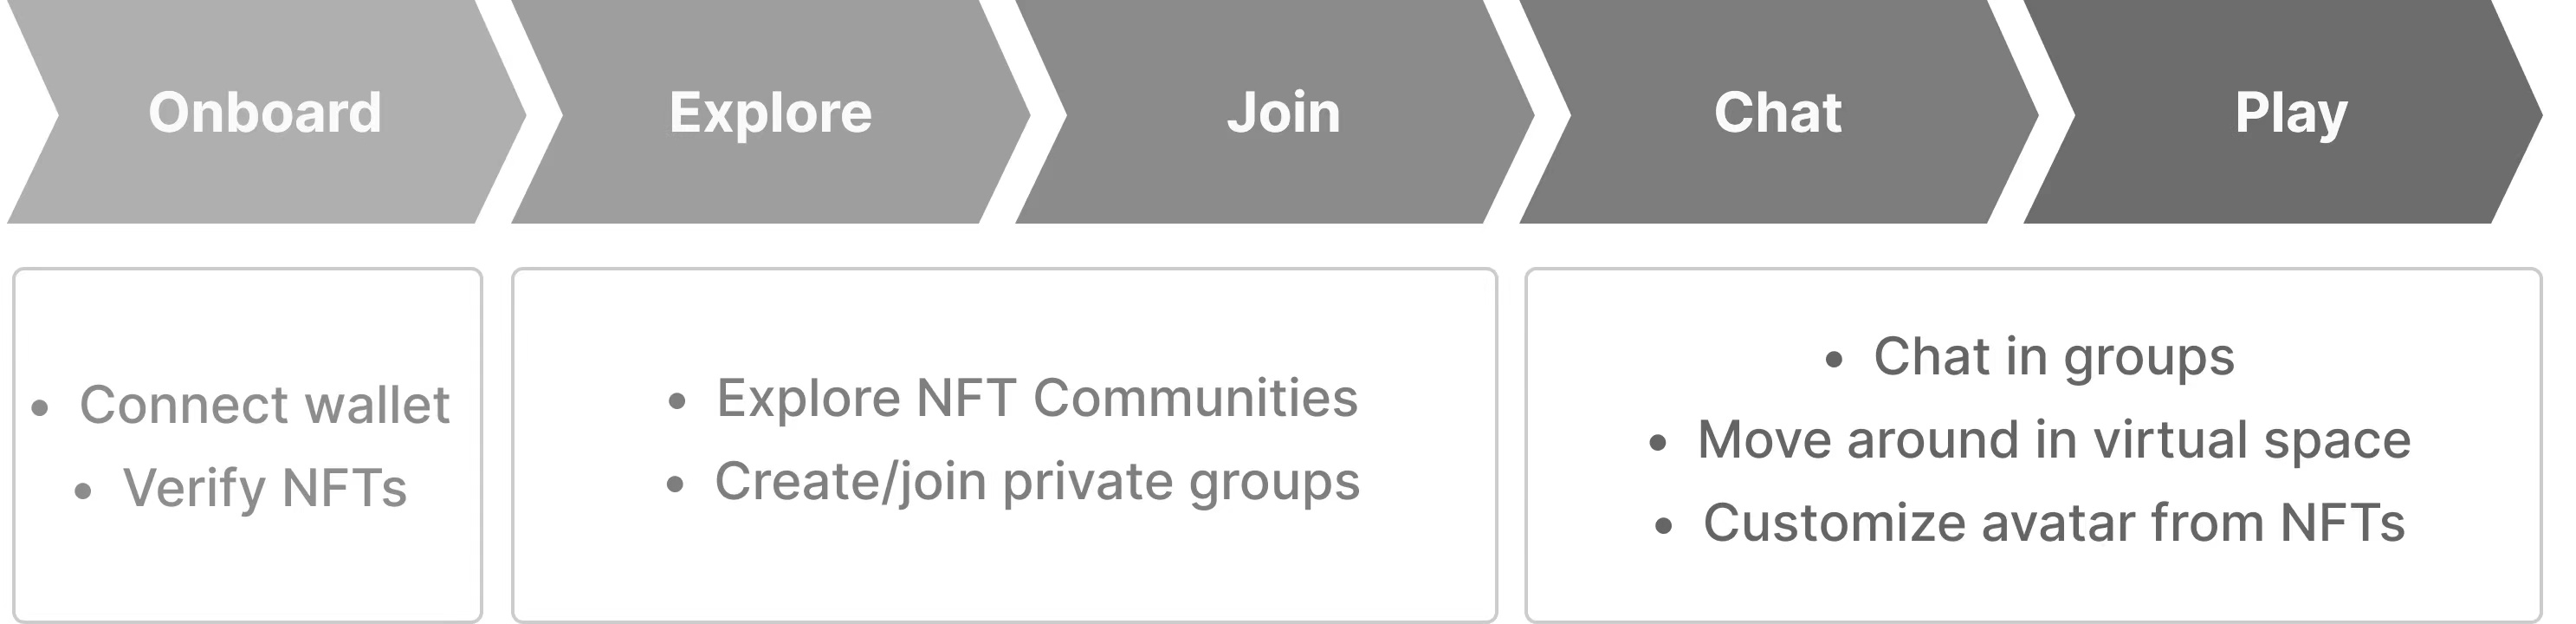 Onboard
Explore
Join
Chat
Play
• Connect wallet
• Verify NFTs
• Explore NFT Communities
• Create/join private groups
• Chat in groups
• Move around in virtual space
• Customize avatar from NFTs